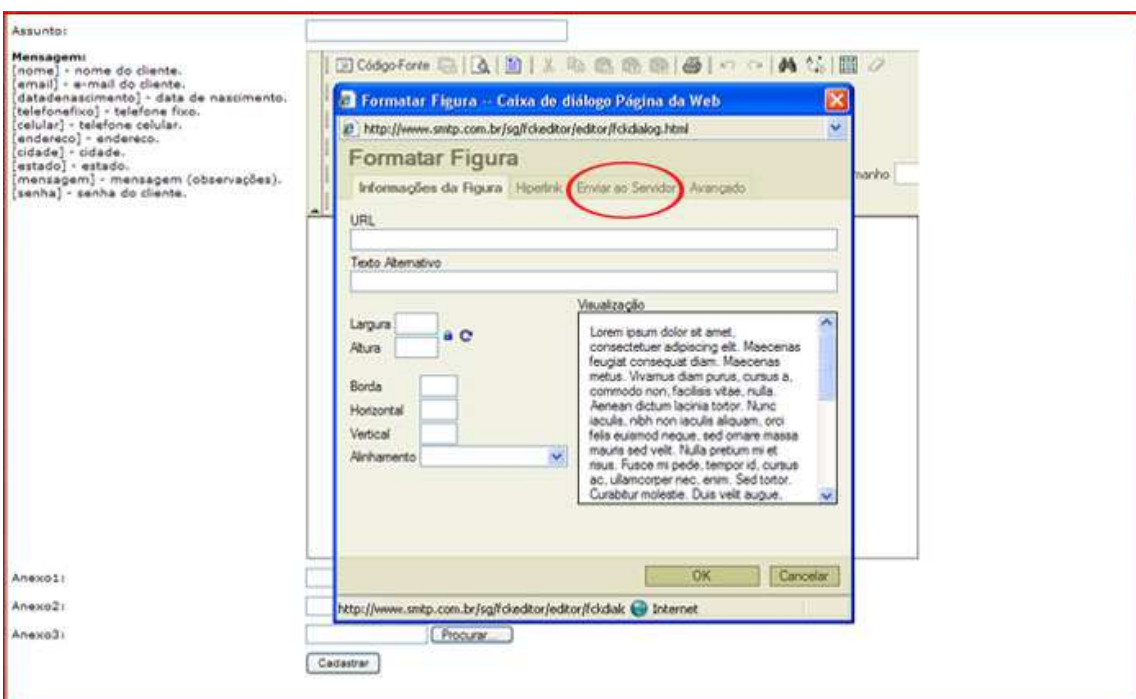 Assunto:
Mensagem:
[nome] - nome do cliente.
[email] - e-mail do cliente.
[datadenascimento] - data de nascimento.
[telefonefixo] - telefone fixo.
[celular] - telefone celular.
[endereco] - endereco.
[cidade] - cidade.
[estado] - estado.
[mensagem] - mensagem (observações).
[senha] - senha do cliente.
Código-Fonte
manho
Formatar Figura -- Caixa de diálogo Página da Web
http://www.smtp.com.br/sg/fckeditor/editor/fckdialog.html
Formatar Figura
Informações da Figura Hiperlink Enviar ao Servidor Avançado
URL
Texto Alternativo
Largura
Altura
Borda
Horizontal
Vertical
Alinhamento
Visualização
Lorem ipsum dolor sit amet,
consectetuer adipiscing elit. Maecenas
feugiat consequat diam. Maecenas
metus. Vivamus diam purus, cursus a,
commodo non, facilisis vitae, nulla.
Aenean dictum lacinia tortor. Nunc
iaculis, nibh non iaculis aliquam, orci
felis euismod neque, sed ornare massa
mauris sed velit. Nulla pretium mi et
risus. Fusce mi pede, tempor id, cursus
ac, ullamcorper nec, enim. Sed tortor.
Curabitur molestie. Duis velit augue,
OK Cancelar
http://www.smtp.com.br/sg/fckeditor/editor/fckdialc Internet
Anexo1:
Anexo2:
Anexo3:
Procurar...
Cadastrar